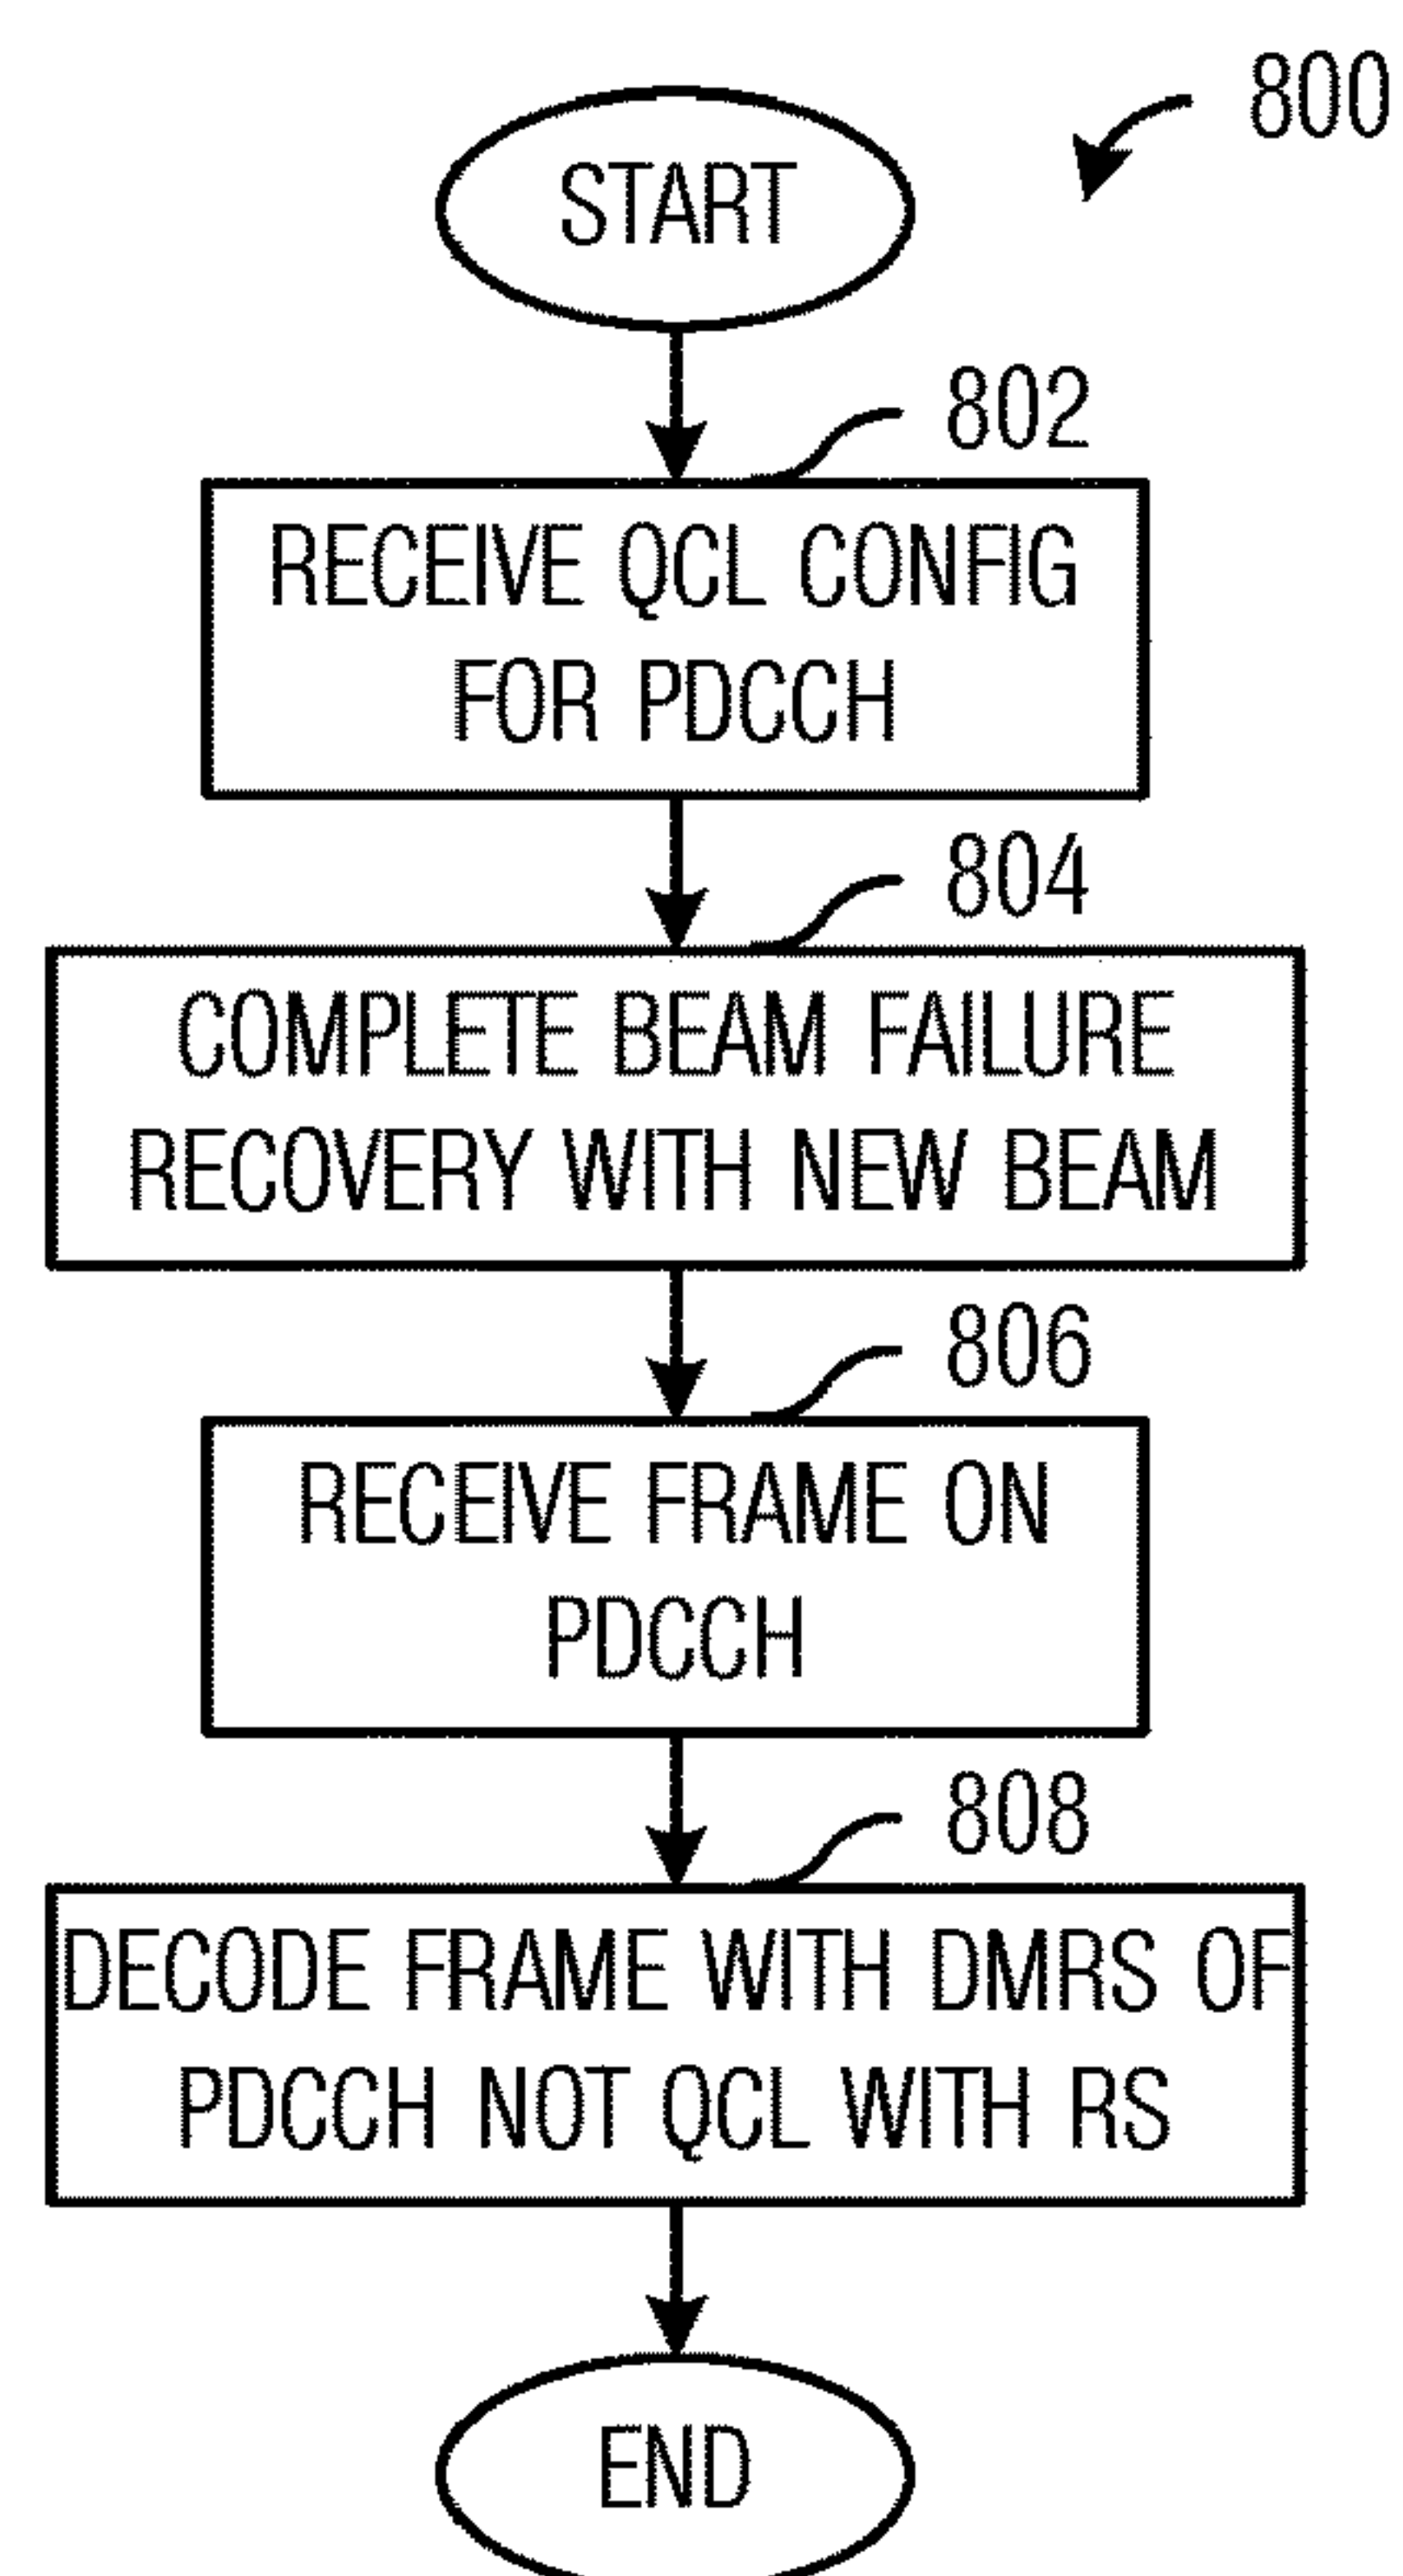 800
START
802
RECEIVE QCL CONFIG
FOR PDCCH
804
COMPLETE BEAM FAILURE
RECOVERY WITH NEW BEAM
806
RECEIVE FRAME ON
PDCCH
808
DECODE FRAME WITH DMRS OF
PDCCH NOT QCL WITH RS
END